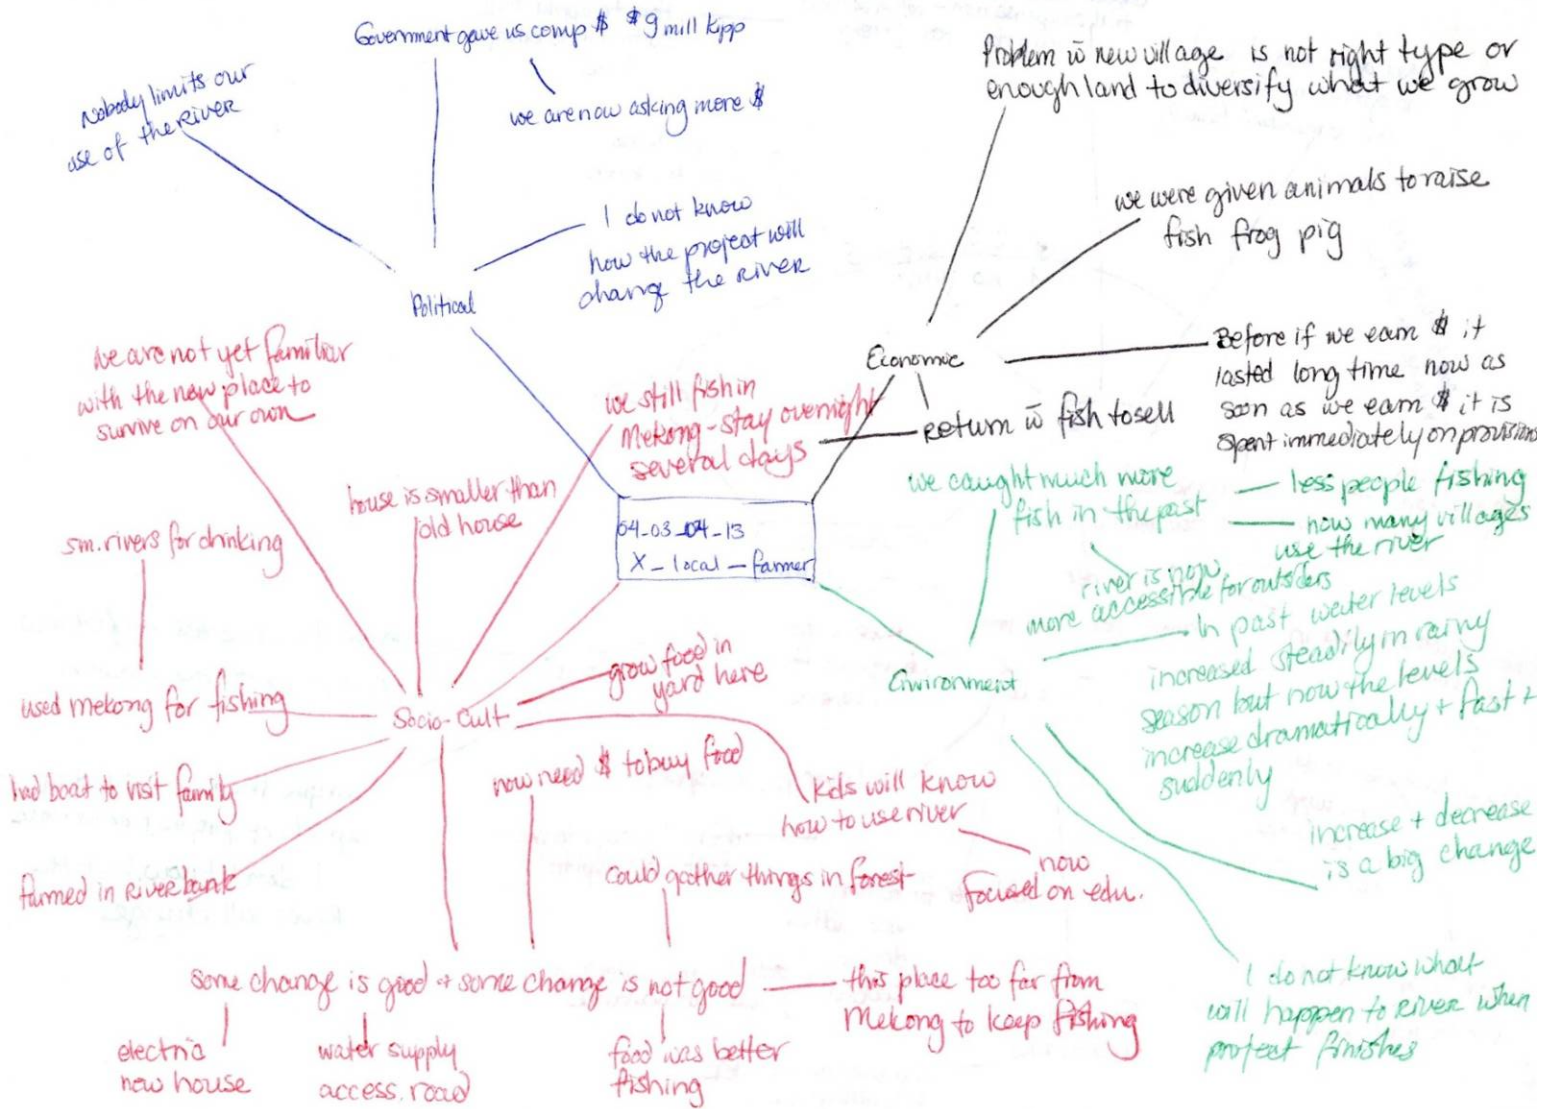 Government gave us comp $ $9 mill kipp
we are now asking more $
Nobody limits our
use of the River
I do not know
how the project will
change the River
Political
Problem w̄ new village is not right type or
enough land to diversify what we grow
we were given animals to raise
fish frog pig
Economic
Before if we earn $ it
lasted long time now as
soon as we earn $ it is
spent immediately on provisions
Return w̄ fish to sell
we still fish in
Mekong - stay overnight
several days
we are not yet familiar
with the new place to
survive on our own
house is smaller than
old house
sm. rivers for drinking
used mekong for fishing
had boat to visit family
farmed in River bank
Socio-Cult
04-03-04-13
X_local_farmer
grow food in
yard here
now need $ to buy food
Kids will know
how to use river
now
focused on edu.
could gather things in forest
some change is good + some change is not good
this place too far from
Mekong to keep fishing
electric
new house
water supply
access. road
food was better
fishing
we caught much more
fish in the past
less people fishing
now many villages
use the river
river is now
more accessible for outsiders
Environment
In past water levels
increased steadily in rainy
season but now the levels
increase dramatically + fast +
suddenly
increase + decrease
is a big change
I do not know what
will happen to River when
project finishes